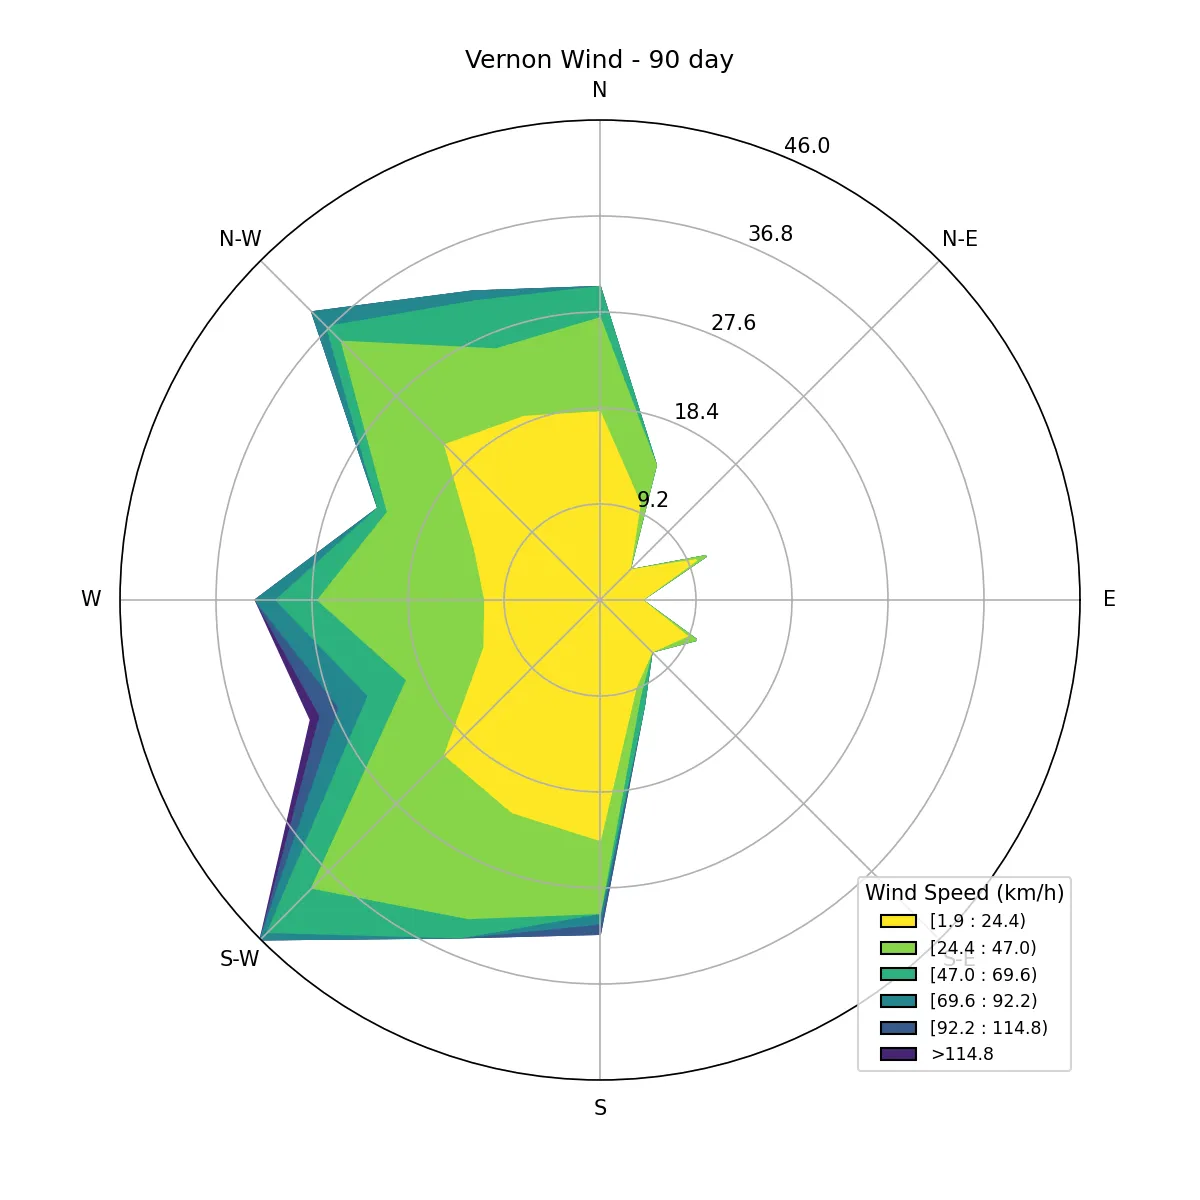 Vernon Wind - 90 day
N
46.0
36.8
N-W
N-E
27.6
18.4
9.2
W
E
S-W
S-E
S
Wind Speed (km/h)
[1.9 : 24.4)
[24.4 : 47.0)
[47.0 : 69.6)
[69.6 : 92.2)
[92.2 : 114.8)
>114.8